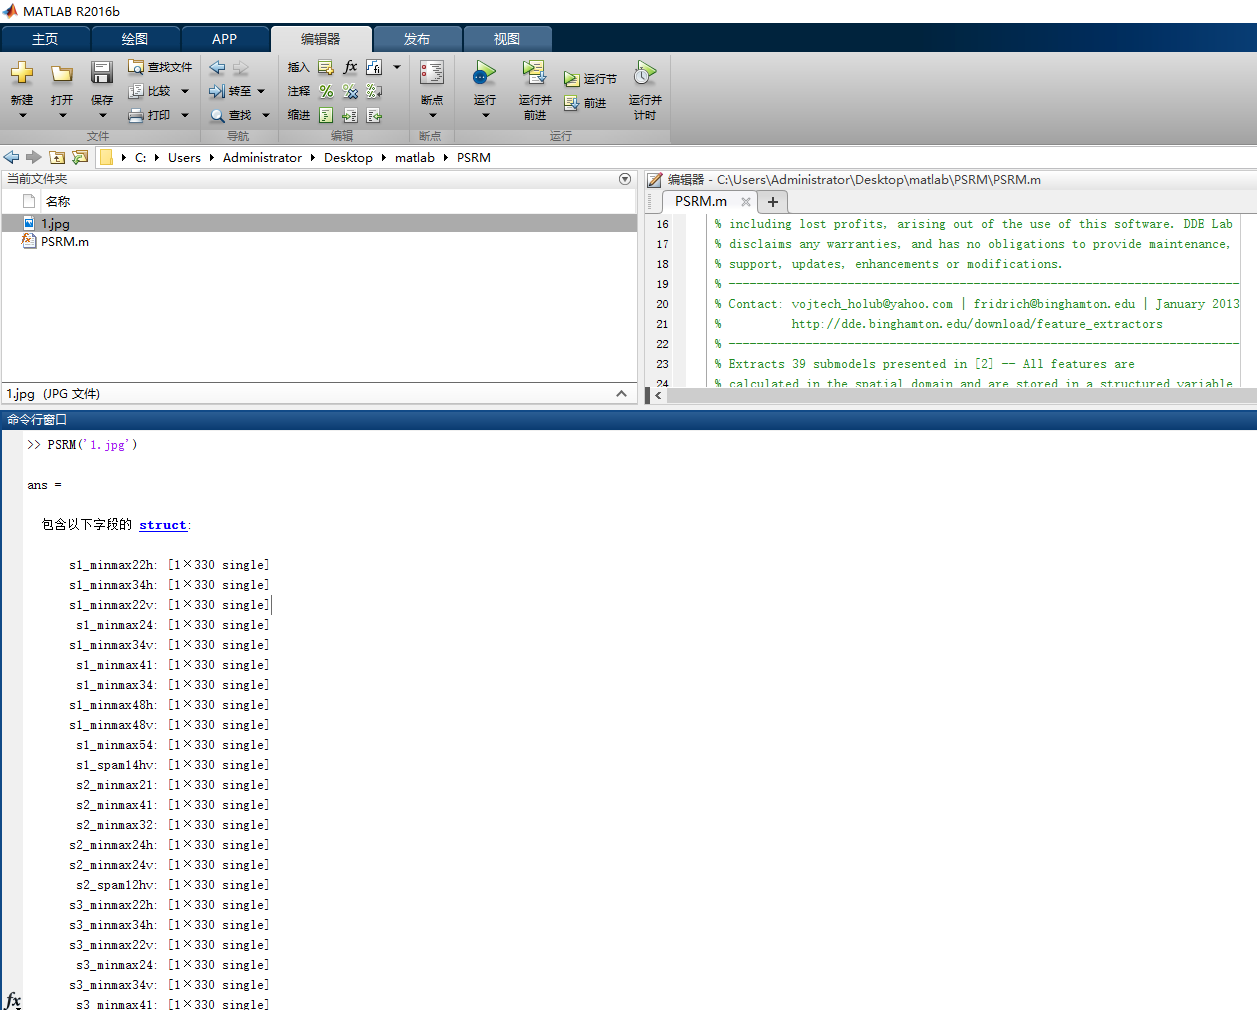 MATLAB R2016b
主页 绘图 APP 编辑器 发布 视图
新建 打开 保存 查找文件 比较 打印 转至 查找 插入 fx 注释 缩进 断点 运行 运行并前进 运行节 前进 运行并计时
文件 导航 编辑 断点 运行
C: Users Administrator Desktop matlab PSRM
当前文件夹
名称
1.jpg
PSRM.m
1.jpg (JPG 文件)
编辑器 - C:\Users\Administrator\Desktop\matlab\PSRM\PSRM.m
PSRM.m +
16 % including lost profits, arising out of the use of this software. DDE Lab
17 % disclaims any warranties, and has no obligations to provide maintenance,
18 % support, updates, enhancements or modifications.
19 % -------------------------------------------------------------------------
20 % Contact: vojtech_holub@yahoo.com | fridrich@binghamton.edu | January 2013
21 % http://dde.binghamton.edu/download/feature_extractors
22 % -------------------------------------------------------------------------
23 % Extracts 39 submodels presented in [2] -- All features are
24 % calculated in the spatial domain and are stored in a structured variable
命令行窗口
>> PSRM('1.jpg')
ans =
包含以下字段的 struct:
s1_minmax22h: [1×330 single]
s1_minmax34h: [1×330 single]
s1_minmax22v: [1×330 single]
s1_minmax24: [1×330 single]
s1_minmax34v: [1×330 single]
s1_minmax41: [1×330 single]
s1_minmax34: [1×330 single]
s1_minmax48h: [1×330 single]
s1_minmax48v: [1×330 single]
s1_minmax54: [1×330 single]
s1_spam14hv: [1×330 single]
s2_minmax21: [1×330 single]
s2_minmax41: [1×330 single]
s2_minmax32: [1×330 single]
s2_minmax24h: [1×330 single]
s2_minmax24v: [1×330 single]
s2_spam12hv: [1×330 single]
s3_minmax22h: [1×330 single]
s3_minmax34h: [1×330 single]
s3_minmax22v: [1×330 single]
s3_minmax24: [1×330 single]
s3_minmax34v: [1×330 single]
s3_minmax41: [1×330 single]
fx